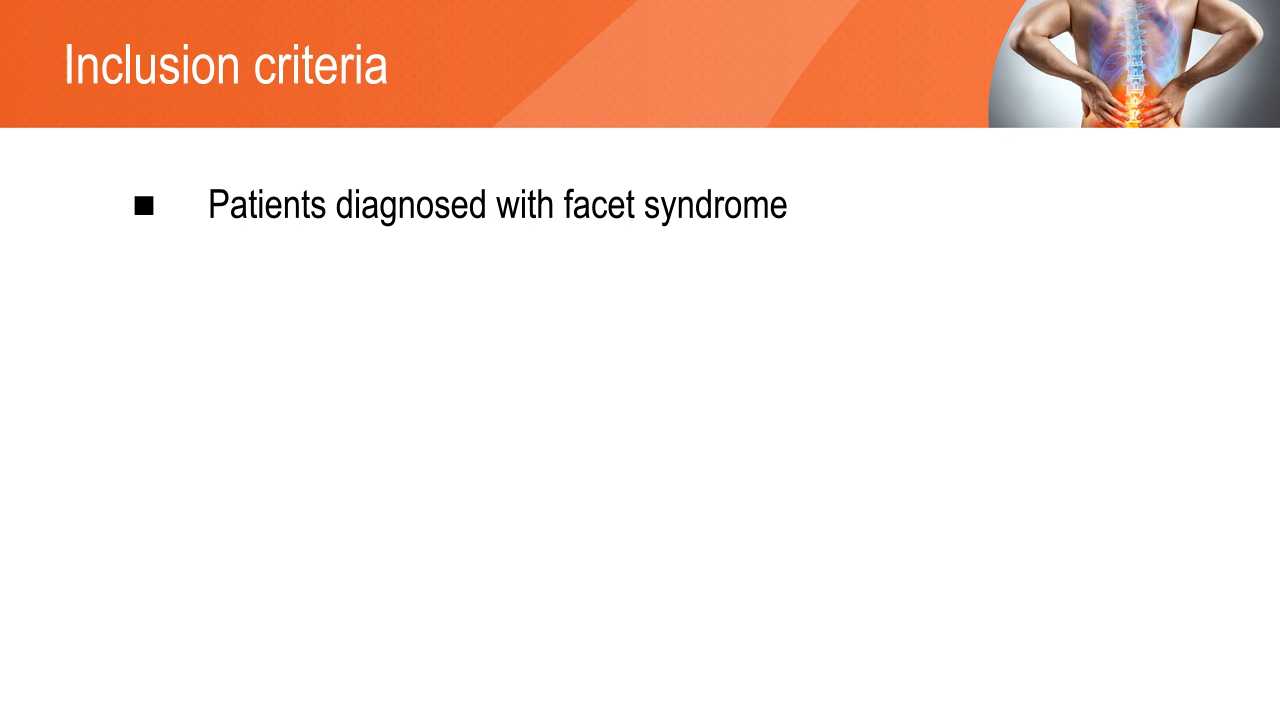 Inclusion criteria
■ Patients diagnosed with facet syndrome